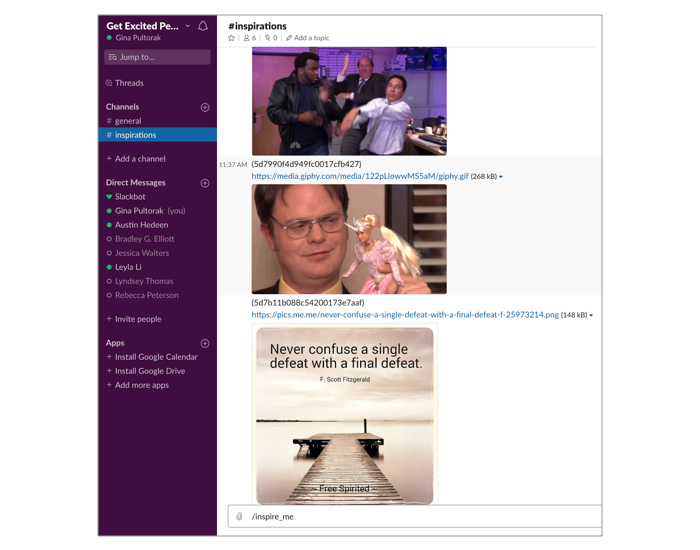 Get Excited Pe...
Gina Pultorak
Jump to...
Threads
Channels
# general
# inspirations
+ Add a channel
Direct Messages
Slackbot
Gina Pultorak (you)
Austin Hedeen
Bradley G. Elliott
Jessica Walters
Leyla Li
Lyndsey Thomas
Rebecca Peterson
+ Invite people
Apps
+ Install Google Calendar
+ Install Google Drive
+ Add more apps
#inspirations
6 | 0 | Add a topic
11:37 AM (5d7990f4d949fc0017cfb427)
https://media.giphy.com/media/122pLlowwMS5aM/giphy.gif (268 kB)
(5d7b11b088c54200173e7aaf)
https://pics.me.me/never-confuse-a-single-defeat-with-a-final-defeat-f-25973214.png (148 kB)
Never confuse a single
defeat with a final defeat.
F. Scott Fitzgerald
~ Free Spirited ~
/inspire_me